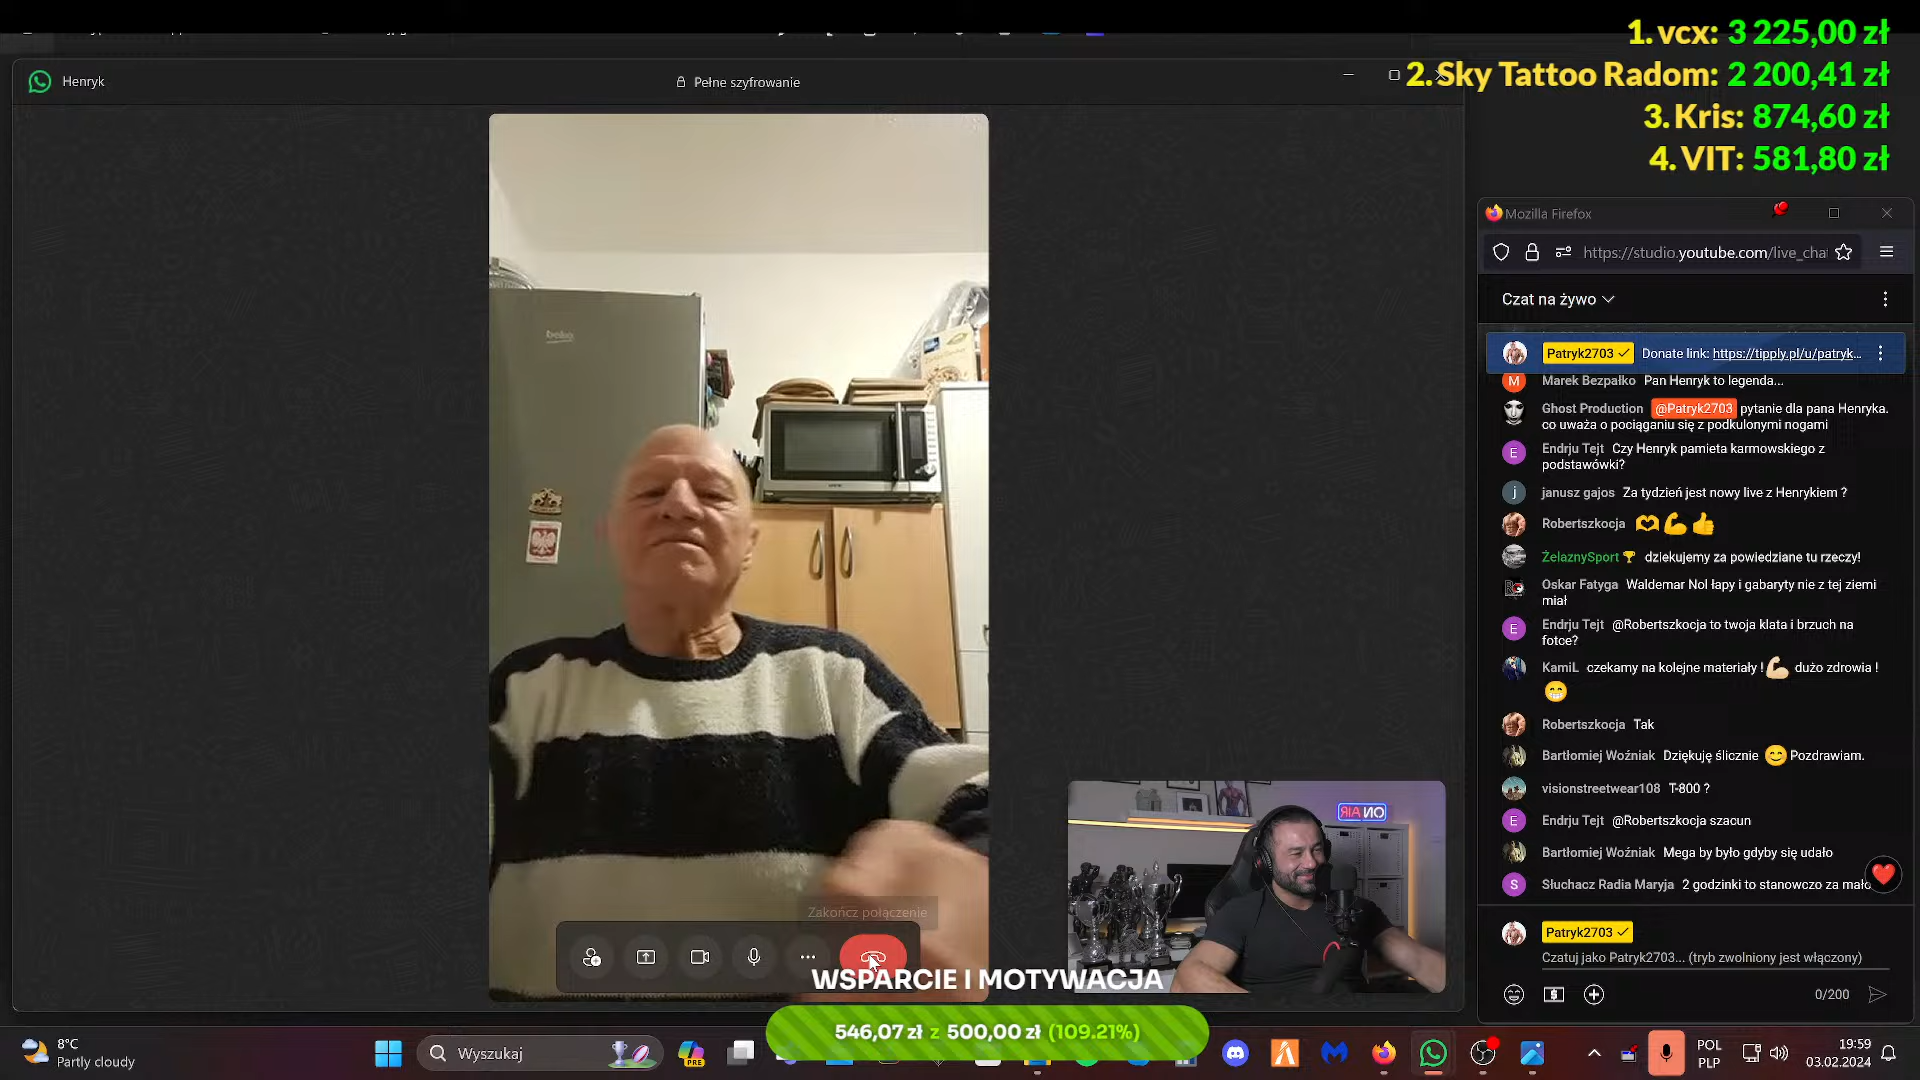 1. vcx: 3 225,00 zł
2. Sky Tattoo Radom: 2 200,41 zł
3. Kris: 874,60 zł
4. VIT: 581,80 zł
Henryk
Pełne szyfrowanie
beko
ON AIR
Zakończ połączenie
WSPARCIE I MOTYWACJA
546,07 zł z 500,00 zł (109.21%)
Mozilla Firefox
https://studio.youtube.com/live_cha
Czat na żywo
Patryk2703 Donate link: https://tipply.pl/u/patryk...
M Marek Bezpałko Pan Henryk to legenda...
Ghost Production @Patryk2703 pytanie dla pana Henryka.
co uważa o pociąganiu się z podkulonymi nogami
E Endrju Tejt Czy Henryk pamieta karmowskiego z
podstawówki?
j janusz gajos Za tydzień jest nowy live z Henrykiem ?
Robertszkocja
ŻelaznySport dziekujemy za powiedziane tu rzeczy!
Oskar Fatyga Waldemar Nol łapy i gabaryty nie z tej ziemi
miał
E Endrju Tejt @Robertszkocja to twoja klata i brzuch na
fotce?
KamiL czekamy na kolejne materiały ! dużo zdrowia !
Robertszkocja Tak
Bartłomiej Woźniak Dziękuję ślicznie Pozdrawiam.
visionstreetwear108 T-800 ?
E Endrju Tejt @Robertszkocja szacun
Bartłomiej Woźniak Mega by było gdyby się udało
S Słuchacz Radia Maryja 2 godzinki to stanowczo za mało
Patryk2703
Czatuj jako Patryk2703... (tryb zwolniony jest włączony)
0/200
8°C
Partly cloudy
Wyszukaj
PRE
POL
PLP
19:59
03.02.2024